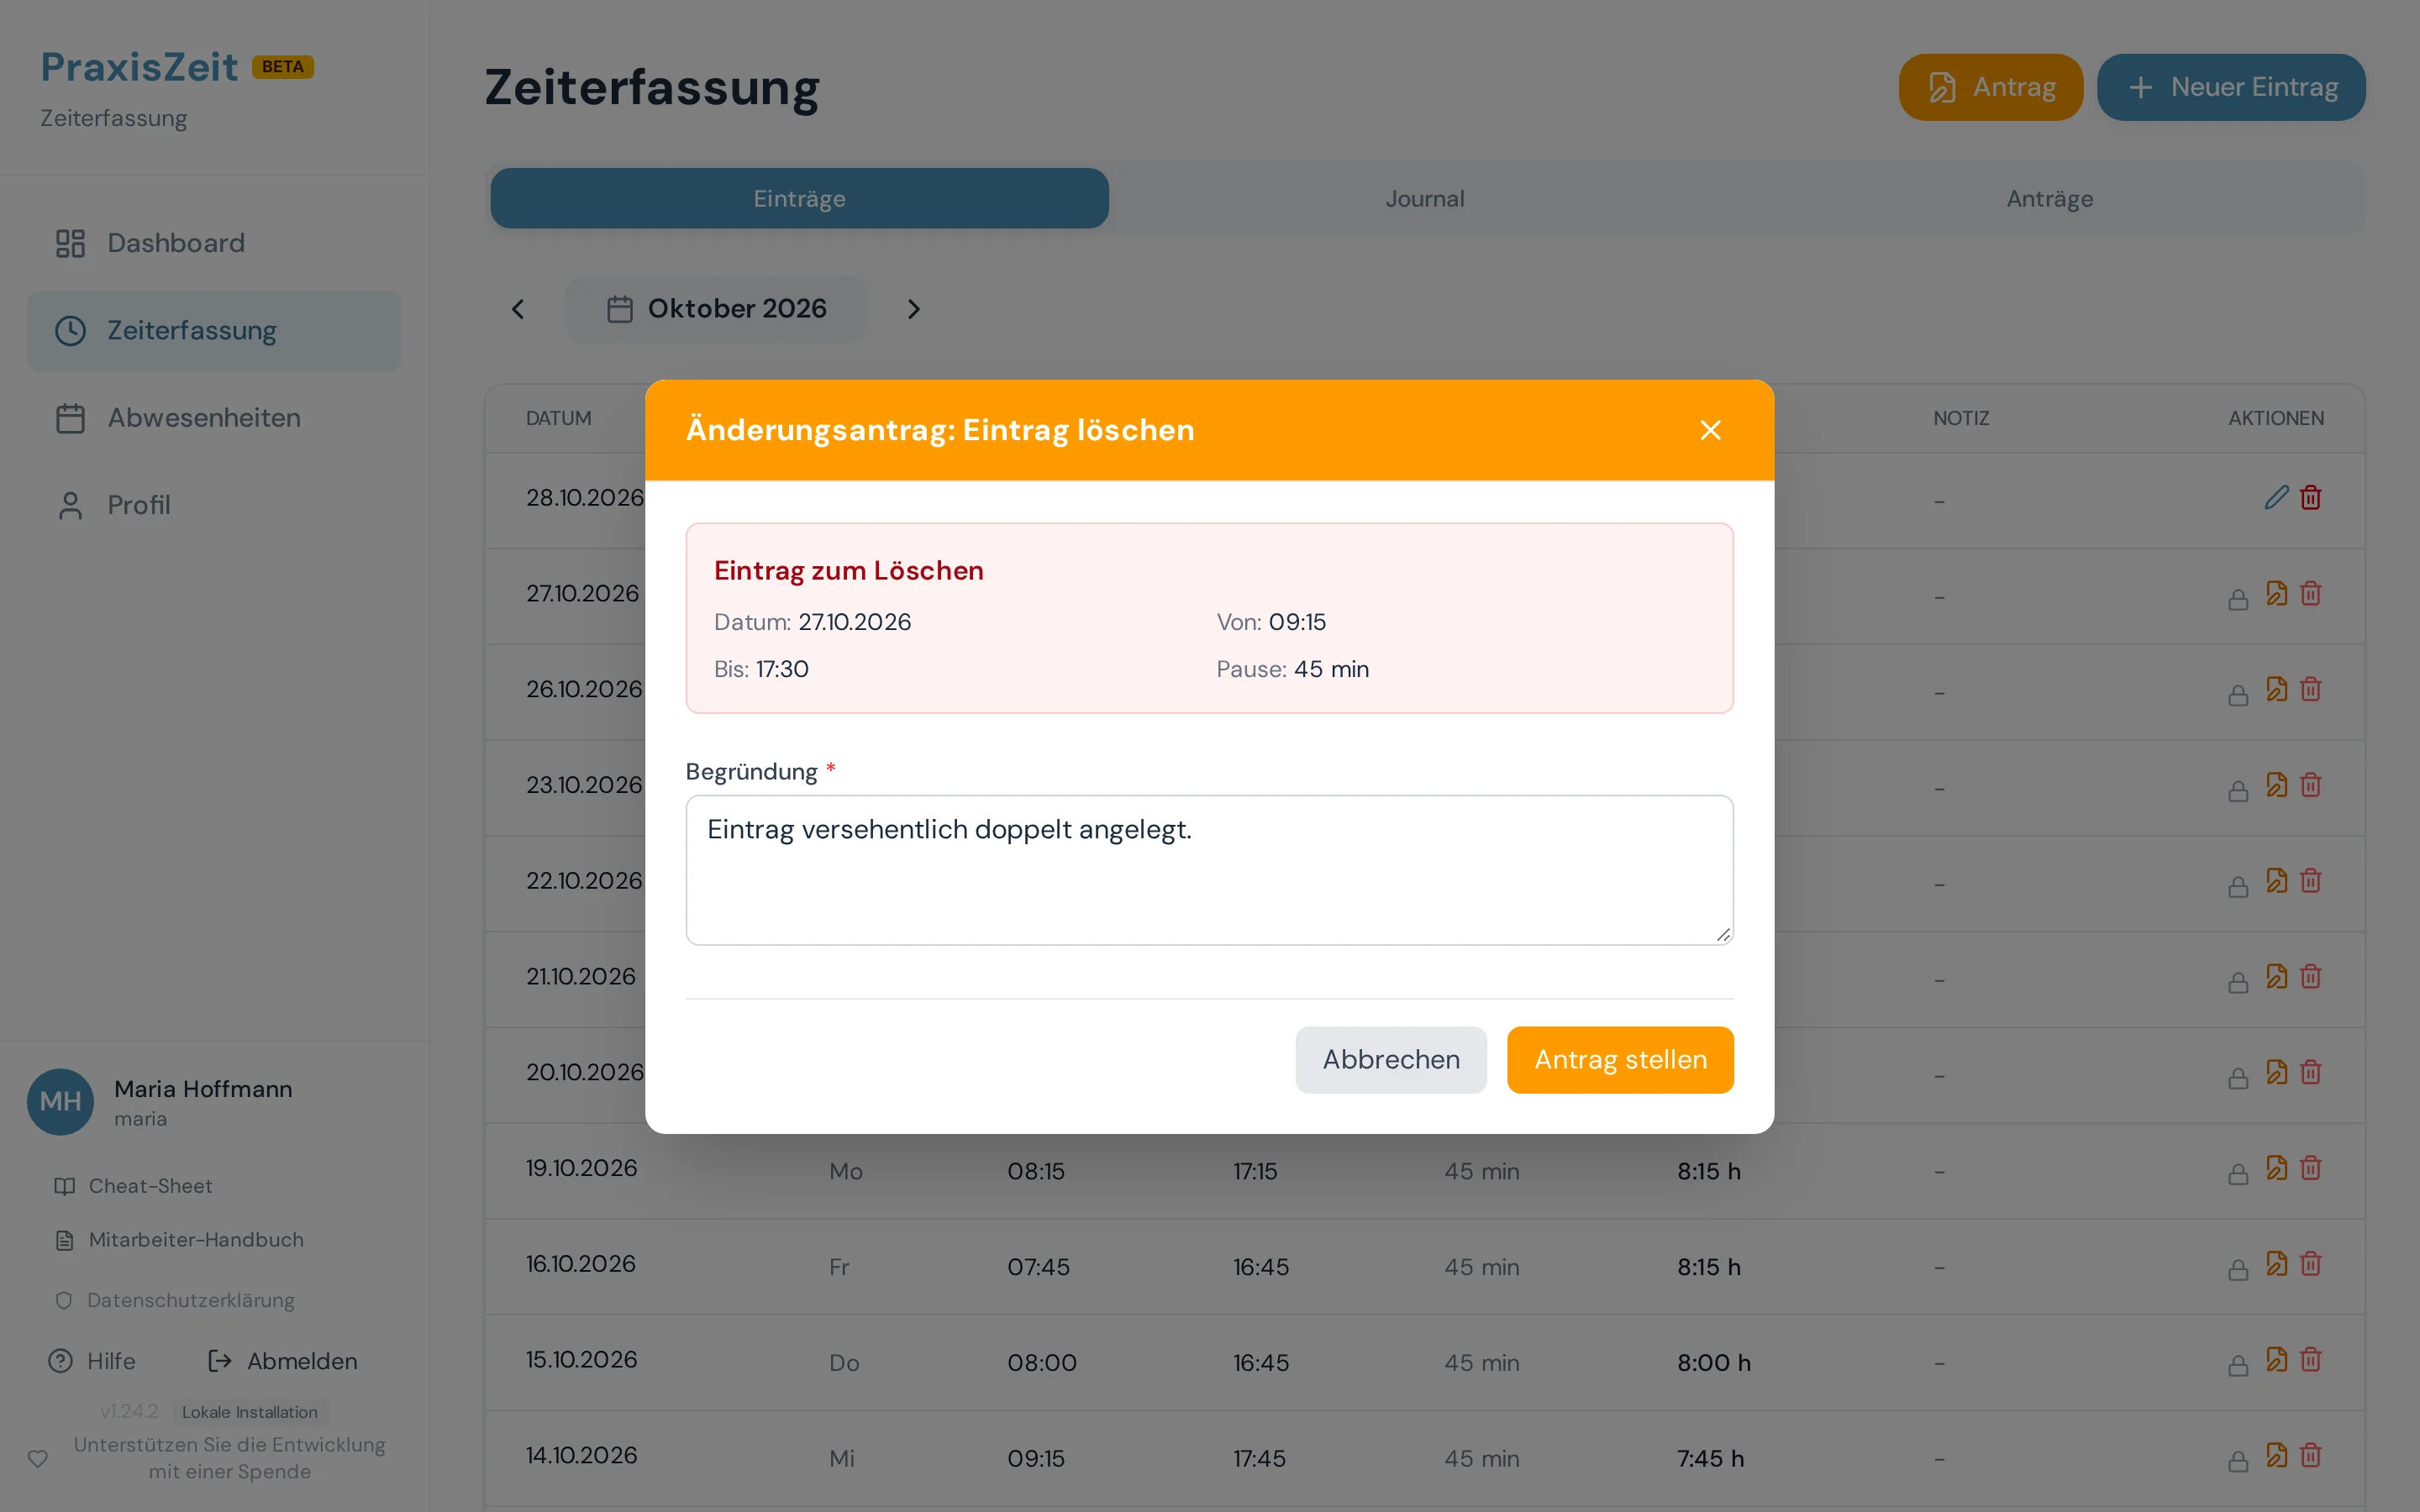 PraxisZeit BETA
Zeiterfassung
Dashboard
Zeiterfassung
Abwesenheiten
Profil
MH
Maria Hoffmann
maria
Cheat-Sheet
Mitarbeiter-Handbuch
Datenschutzerklärung
Hilfe Abmelden
v1.24.2 Lokale Installation
Unterstützen Sie die Entwicklung
mit einer Spende
Zeiterfassung
Antrag
Neuer Eintrag
Einträge Journal Anträge
Oktober 2026
DATUM NOTIZ AKTIONEN
28.10.2026 -
27.10.2026 -
26.10.2026 -
23.10.2026 -
22.10.2026 -
21.10.2026 -
20.10.2026 -
19.10.2026 Mo 08:15 17:15 45 min 8:15 h -
16.10.2026 Fr 07:45 16:45 45 min 8:15 h -
15.10.2026 Do 08:00 16:45 45 min 8:00 h -
14.10.2026 Mi 09:15 17:45 45 min 7:45 h -
Änderungsantrag: Eintrag löschen
Eintrag zum Löschen
Datum: 27.10.2026 Von: 09:15
Bis: 17:30 Pause: 45 min
Begründung *
Eintrag versehentlich doppelt angelegt.
Abbrechen Antrag stellen